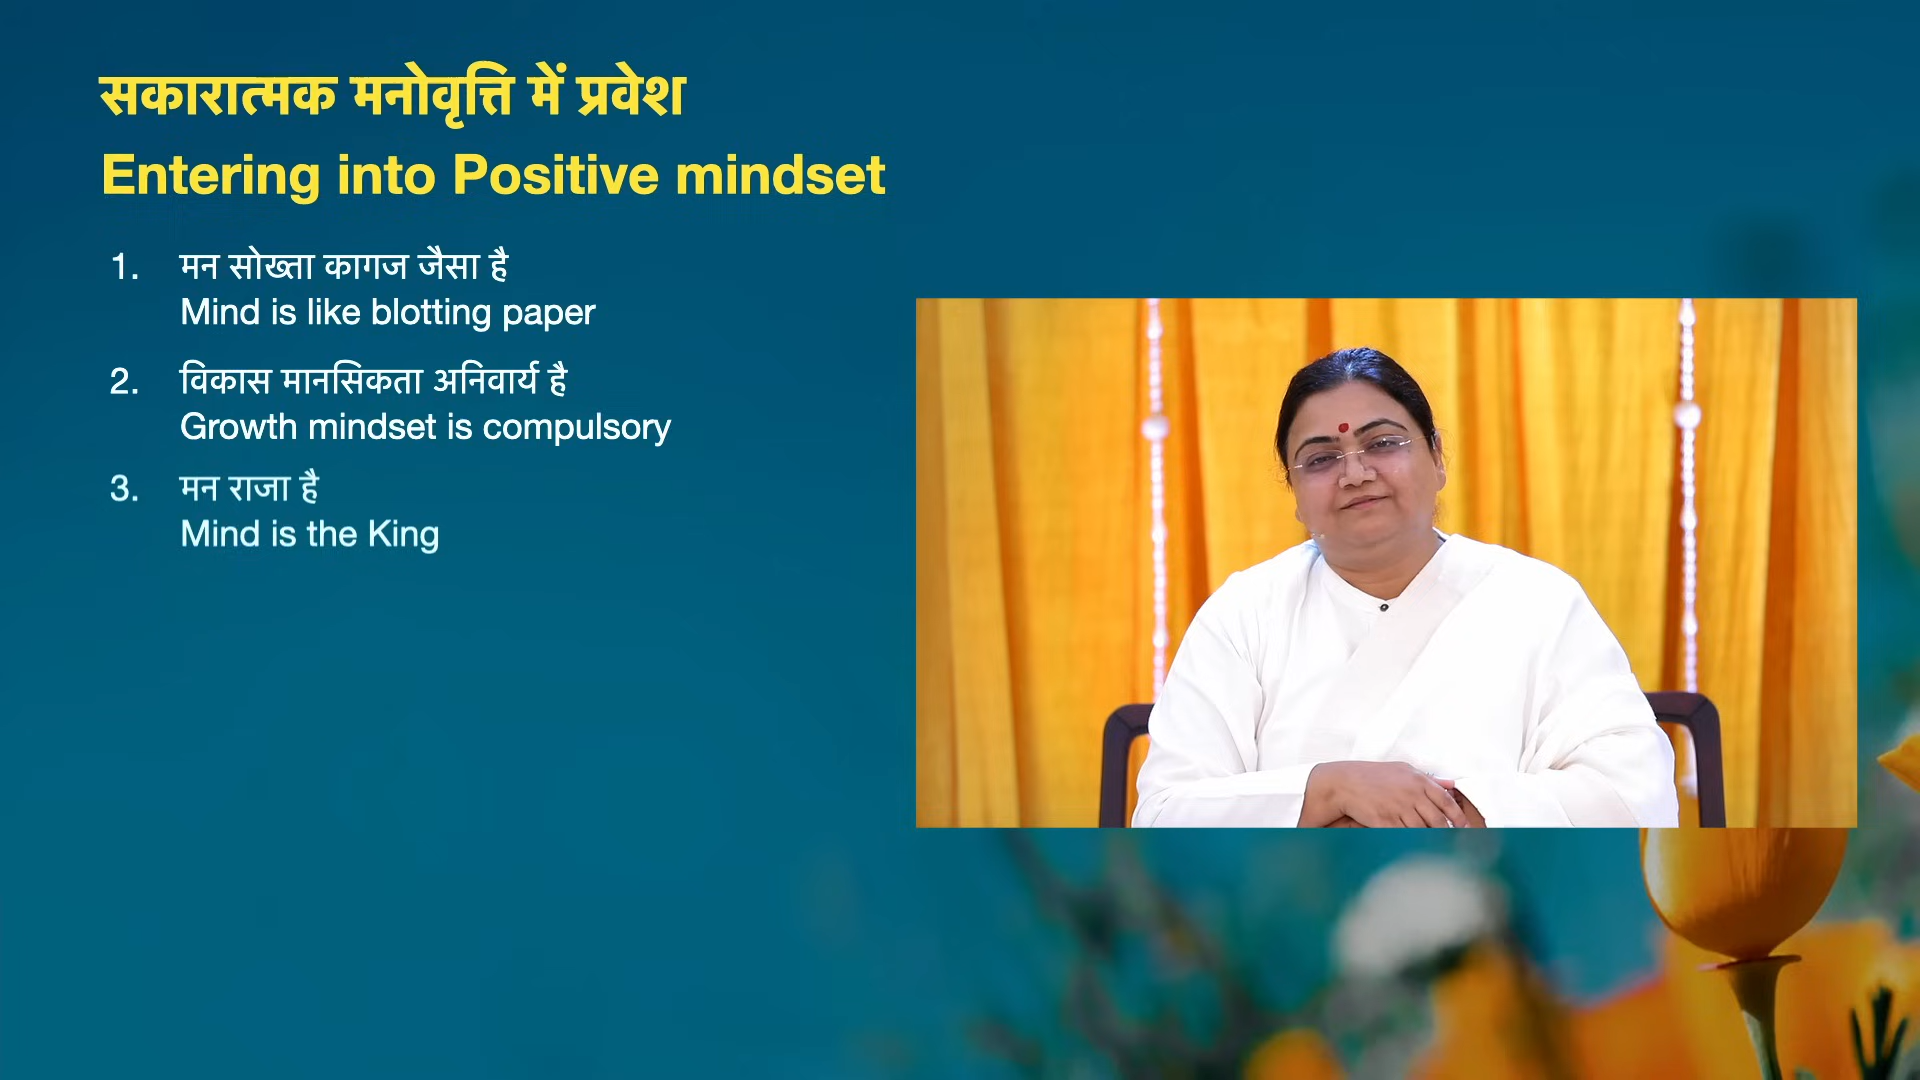 सकारात्मक मनोवृत्ति में प्रवेश
Entering into Positive mindset
1. मन सोख्ता कागज जैसा है
Mind is like blotting paper
2. विकास मानसिकता अनिवार्य है
Growth mindset is compulsory
3. मन राजा है
Mind is the King